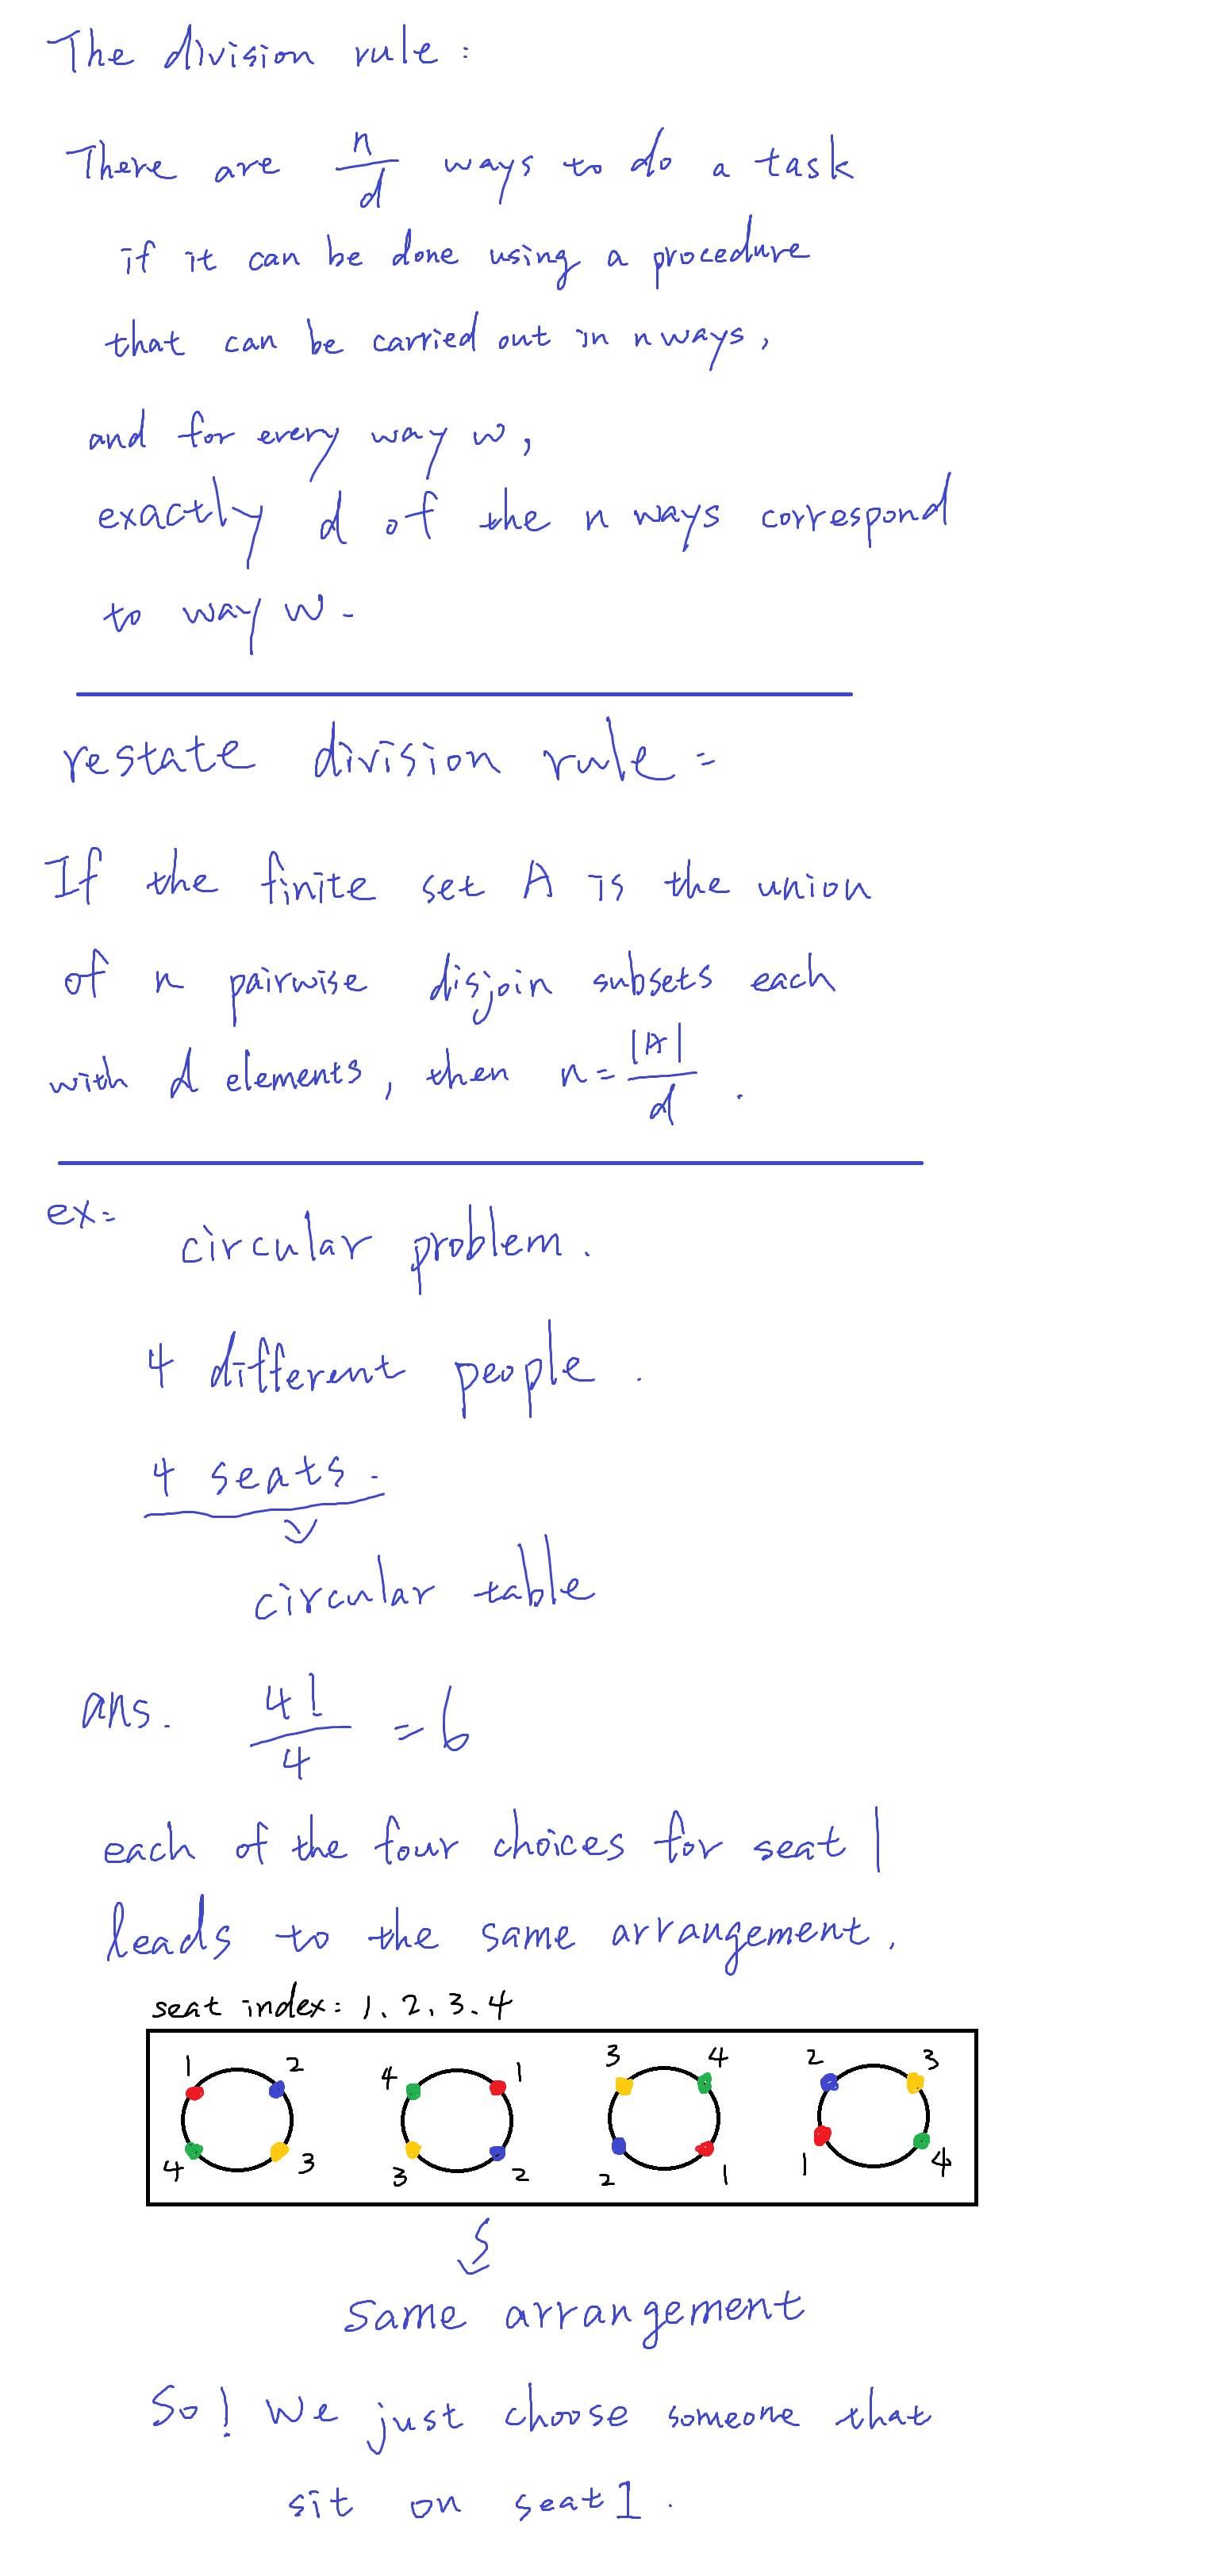 The division rule:
There are n/d ways to do a task
if it can be done using a procedure
that can be carried out in n ways,
and for every way w,
exactly d of the n ways correspond
to way w.
restate division rule:
If the finite set A is the union
of n pairwise disjoin subsets each
with d elements, then n = |A|/d.
ex:
circular problem.
4 different people.
4 seats.
circular table
ans. 4!/4 = 6
each of the four choices for seat 1
leads to the same arrangement.
seat index: 1、2、3、4
1 2 4 1 3 4 2 3
4 3 3 2 2 1 1 4
same arrangement
So! We just choose someone that
sit on seat 1.